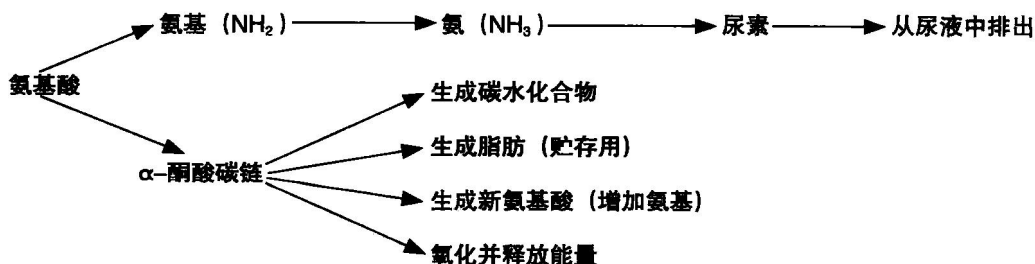 氨基（NH₂） 氨（NH₃） 尿素 从尿液中排出
氨基酸
生成碳水化合物
生成脂肪（贮存用）
α–酮酸碳链
生成新氨基酸（增加氨基）
氧化并释放能量